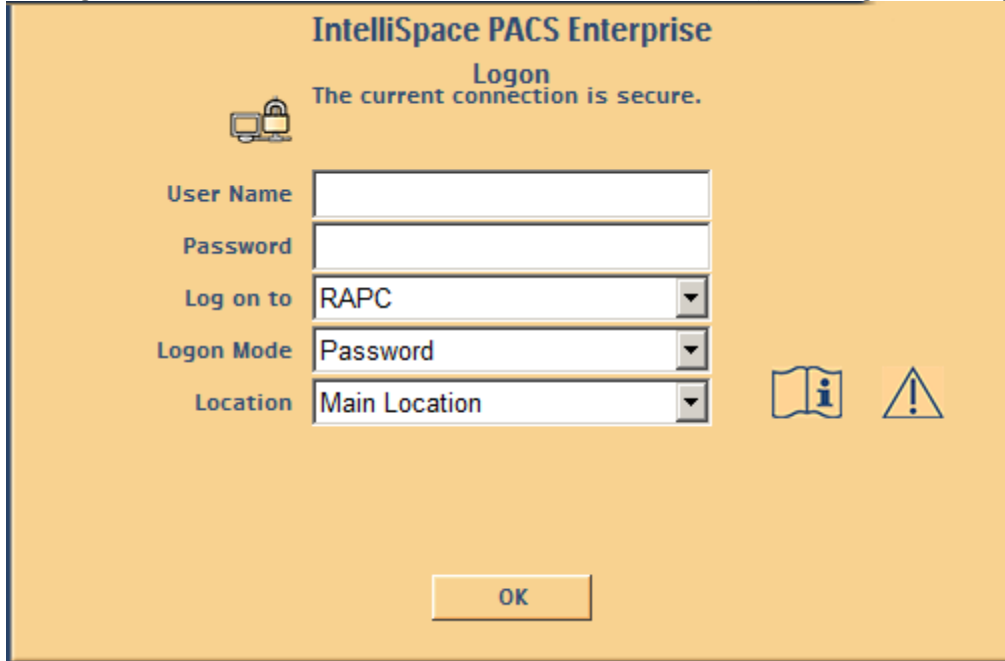 IntelliSpace PACS Enterprise
Logon
The current connection is secure.
User Name
Password
Log on to RAPC
Logon Mode Password
Location Main Location
OK